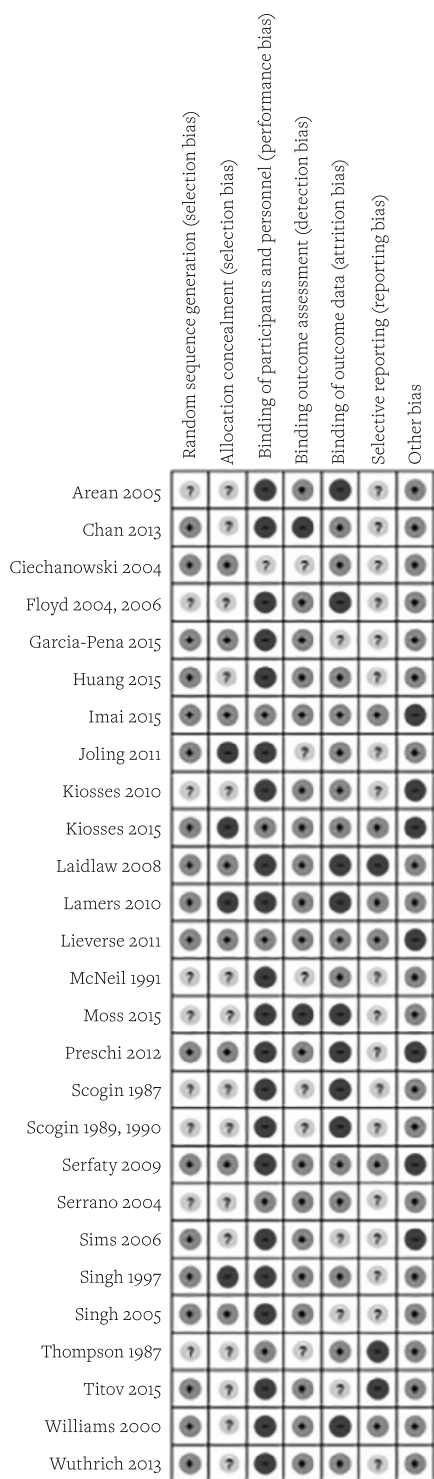 Random sequence generation (selection bias)
Allocation concealment (selection bias)
Binding of participants and personnel (performance bias)
Binding outcome assessment (detection bias)
Binding of outcome data (attrition bias)
Selective reporting (reporting bias)
Other bias
Arean 2005 ? ? - + - ? +
Chan 2013 + ? - - + ? +
Ciechanowski 2004 + + ? ? + ? +
Floyd 2004, 2006 ? ? - + - ? +
Garcia-Pena 2015 + + - + ? ? +
Huang 2015 + ? - + + ? +
Imai 2015 + + + + + + -
Joling 2011 + - - ? + ? +
Kiosses 2010 ? ? - + + ? -
Kiosses 2015 + - + + + + -
Laidlaw 2008 + + - + - - +
Lamers 2010 + - - + - + +
Lieverse 2011 + + + + + + -
McNeil 1991 ? ? - ? + ? +
Moss 2015 ? ? - - - ? +
Preschi 2012 + + - + - ? -
Scogin 1987 ? ? - ? - ? +
Scogin 1989, 1990 ? ? - ? - ? +
Serfaty 2009 + + - + + + -
Serrano 2004 ? ? + + + ? +
Sims 2006 + ? - + ? ? -
Singh 1997 + - - + + ? +
Singh 2005 + + - + ? ? +
Thompson 1987 ? ? + ? + - +
Titov 2015 + ? - + ? - +
Williams 2000 + ? - + - + +
Wuthrich 2013 + ? - + + ? +